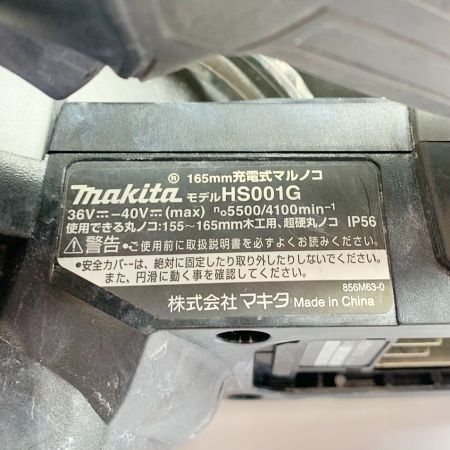 165mm充電式マルノコ
makita® モデルHS001G
36V⎓-40V⎓(max) n₀5500/4100min⁻¹
使用できる丸ノコ:155~165mm木工用、超硬丸ノコ IP56
⚠警告 •ご使用前に取扱説明書を必ずよくお読みください。
•安全カバーは、絶対に固定したり取り外したりしないでください。
また、円滑に動く事を確認してください。
856M63-0
株式会社マキタ Made in China